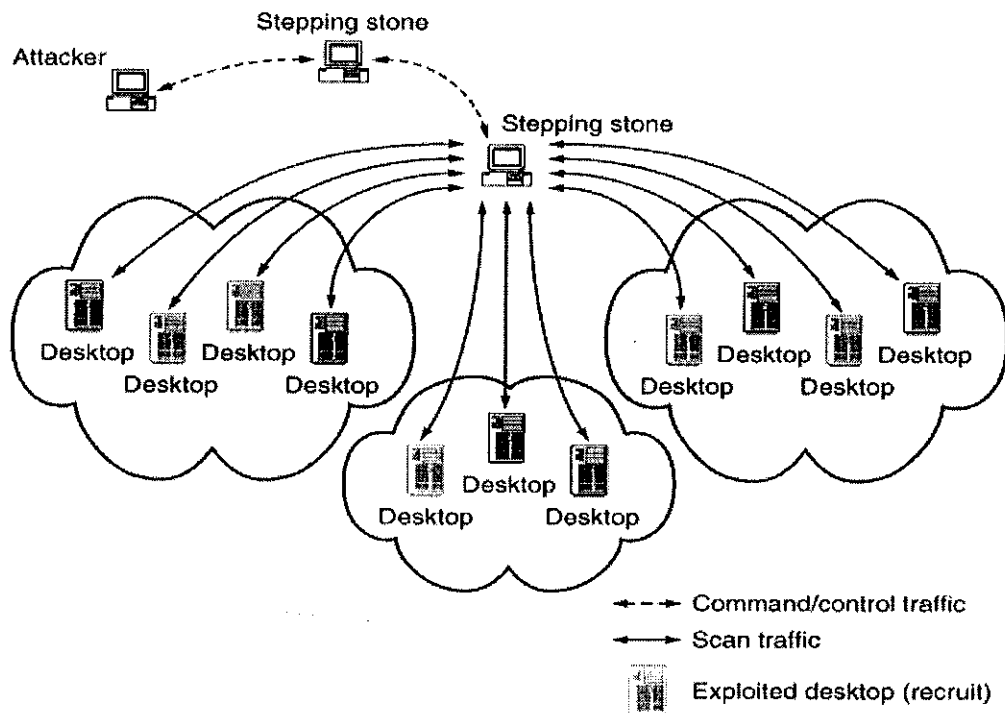 Stepping stone
Attacker
Stepping stone
Desktop
Desktop
Desktop
Desktop
Desktop
Desktop
Desktop
Desktop
Desktop
Desktop
Desktop
Command/control traffic
Scan traffic
Exploited desktop (recruit)